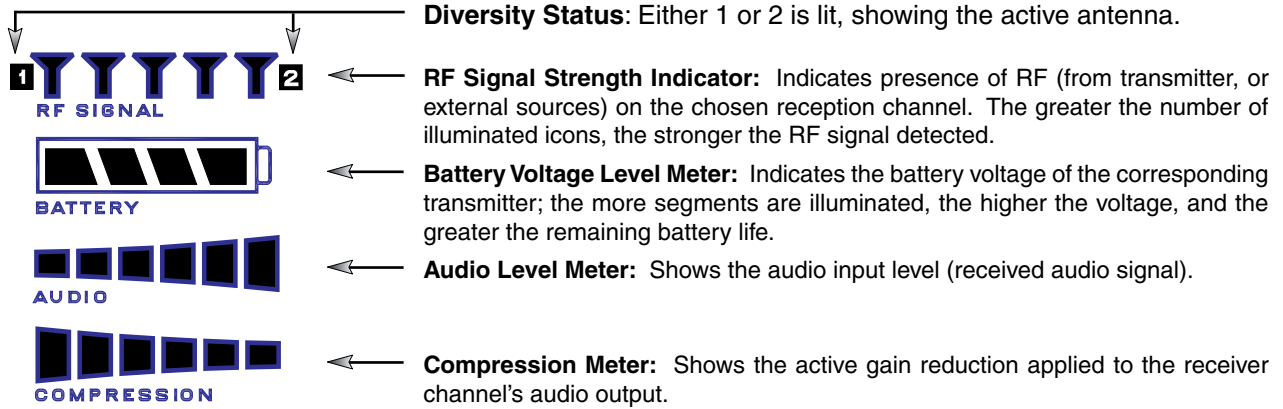 Diversity Status: Either 1 or 2 is lit, showing the active antenna.
1 2
RF SIGNAL
RF Signal Strength Indicator: Indicates presence of RF (from transmitter, or
external sources) on the chosen reception channel. The greater the number of
illuminated icons, the stronger the RF signal detected.
BATTERY
Battery Voltage Level Meter: Indicates the battery voltage of the corresponding
transmitter; the more segments are illuminated, the higher the voltage, and the
greater the remaining battery life.
AUDIO
Audio Level Meter: Shows the audio input level (received audio signal).
COMPRESSION
Compression Meter: Shows the active gain reduction applied to the receiver
channel's audio output.